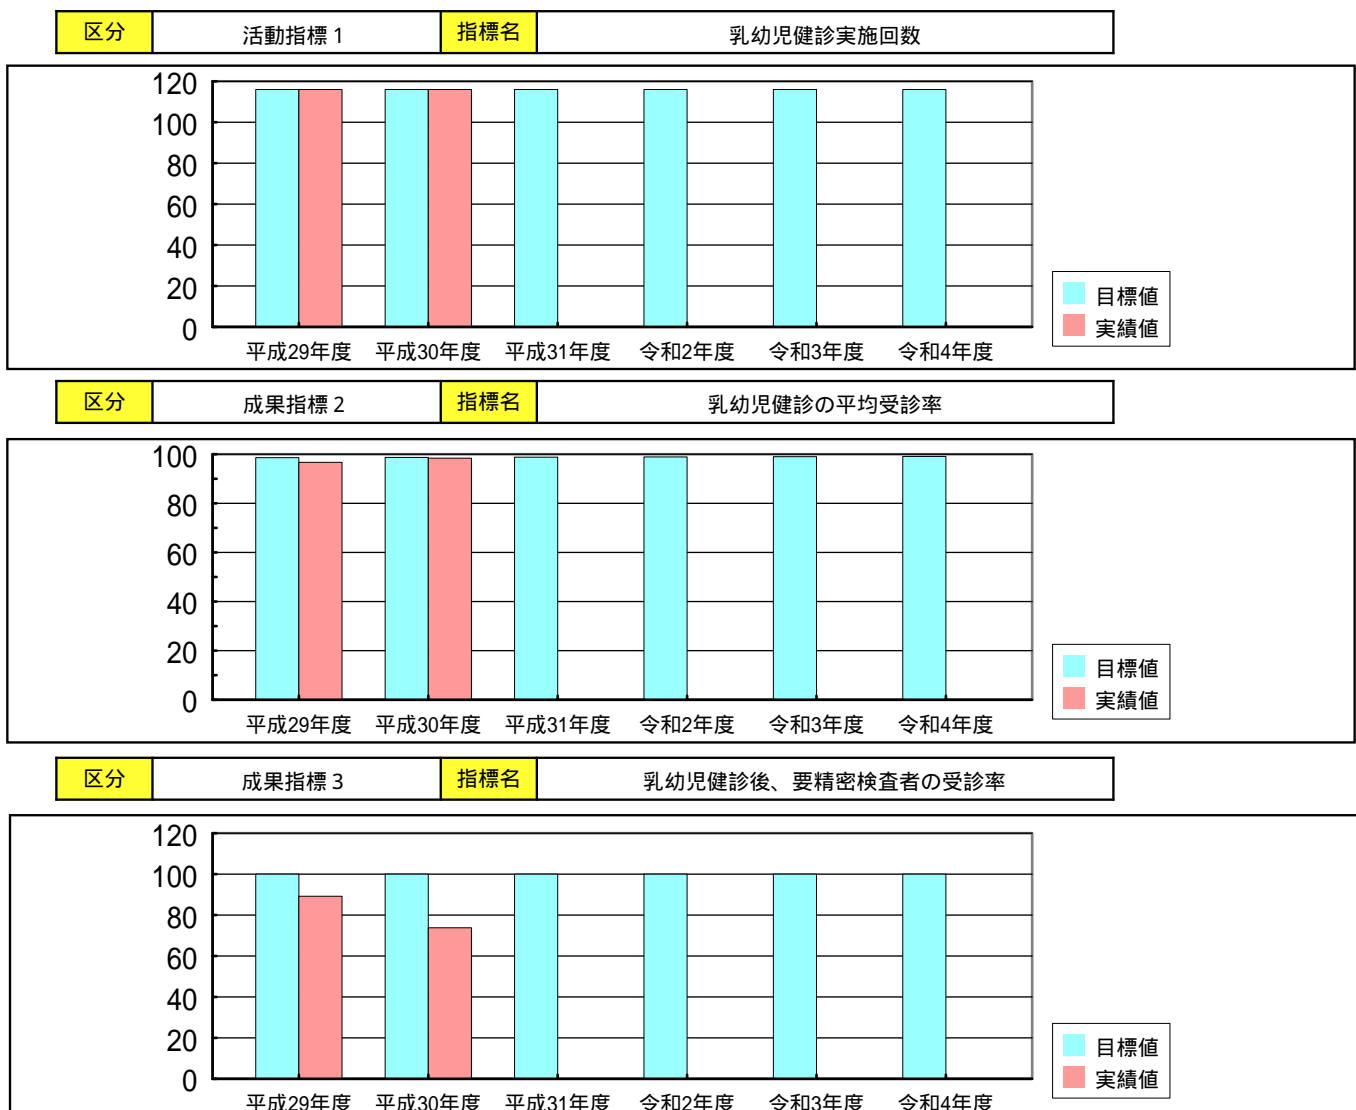 区分 活動指標1 指標名 乳幼児健診実施回数
120
100
80
60
40
20
0
平成29年度 平成30年度 平成31年度 令和2年度 令和3年度 令和4年度
目標値
実績値
区分 成果指標2 指標名 乳幼児健診の平均受診率
100
80
60
40
20
0
平成29年度 平成30年度 平成31年度 令和2年度 令和3年度 令和4年度
目標値
実績値
区分 成果指標3 指標名 乳幼児健診後、要精密検査者の受診率
120
100
80
60
40
20
0
平成29年度 平成30年度 平成31年度 令和2年度 令和3年度 令和4年度
目標値
実績値